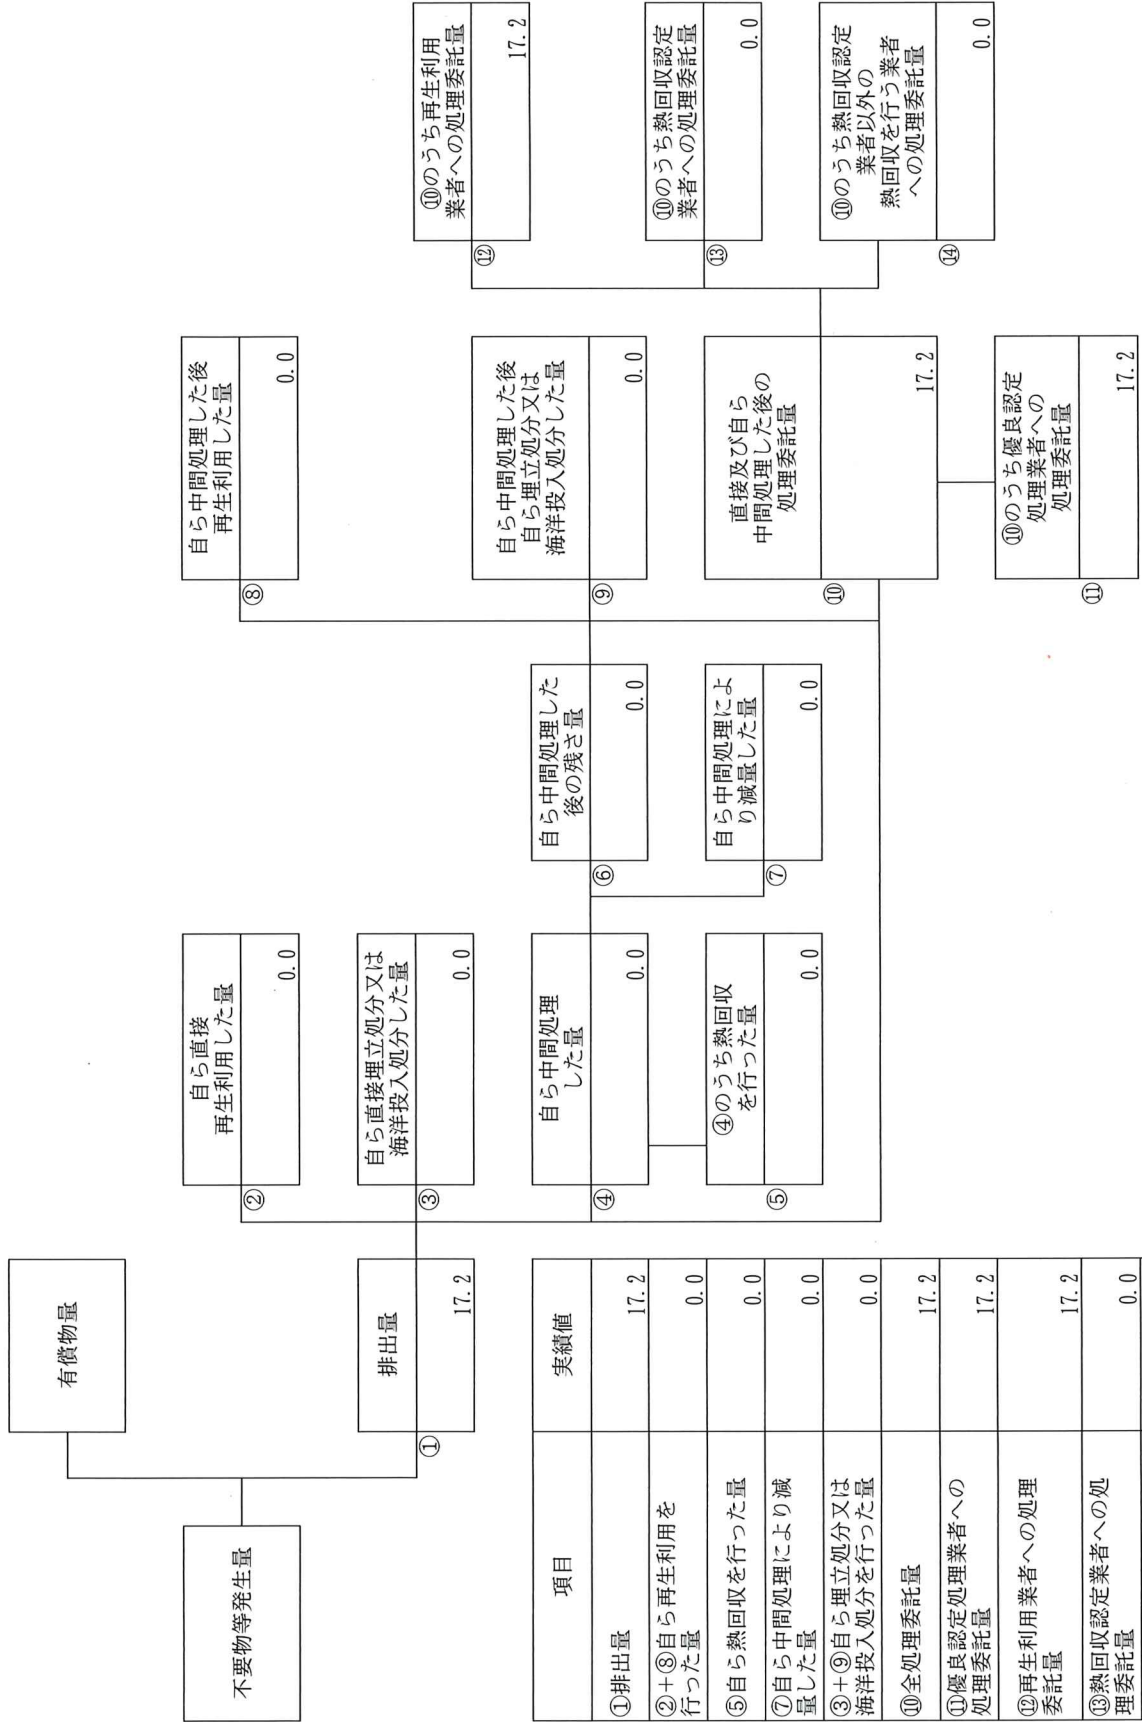 有償物量
不要物等発生量
排出量
①
17.2
自ら直接
再生利用した量
②
0.0
自ら直接埋立処分又は
海洋投入処分した量
③
0.0
自ら中間処理
した量
④
0.0
④のうち熱回収
を行った量
⑤
0.0
自ら中間処理した
後の残さ量
⑥
0.0
自ら中間処理によ
り減量した量
⑦
0.0
自ら中間処理した後
再生利用した量
⑧
0.0
自ら中間処理した後
自ら埋立処分又は
海洋投入処分した量
⑨
0.0
直接及び自ら
中間処理した後の
処理委託量
⑩
17.2
⑩のうち優良認定
処理業者への
処理委託量
⑪
17.2
⑩のうち再生利用
業者への処理委託量
⑫
17.2
⑩のうち熱回収認定
業者への処理委託量
⑬
0.0
⑩のうち熱回収認定
業者以外の
熱回収を行う業者
への処理委託量
⑭
0.0
項目 実績値
①排出量 17.2
②+⑧自ら再生利用を
行った量 0.0
⑤自ら熱回収を行った量 0.0
⑦自ら中間処理により減
量した量 0.0
③+⑨自ら埋立処分又は
海洋投入処分を行った量 0.0
⑩全処理委託量 17.2
⑪優良認定処理業者への
処理委託量 17.2
⑫再生利用業者への処理
委託量 17.2
⑬熱回収認定業者への処
理委託量 0.0